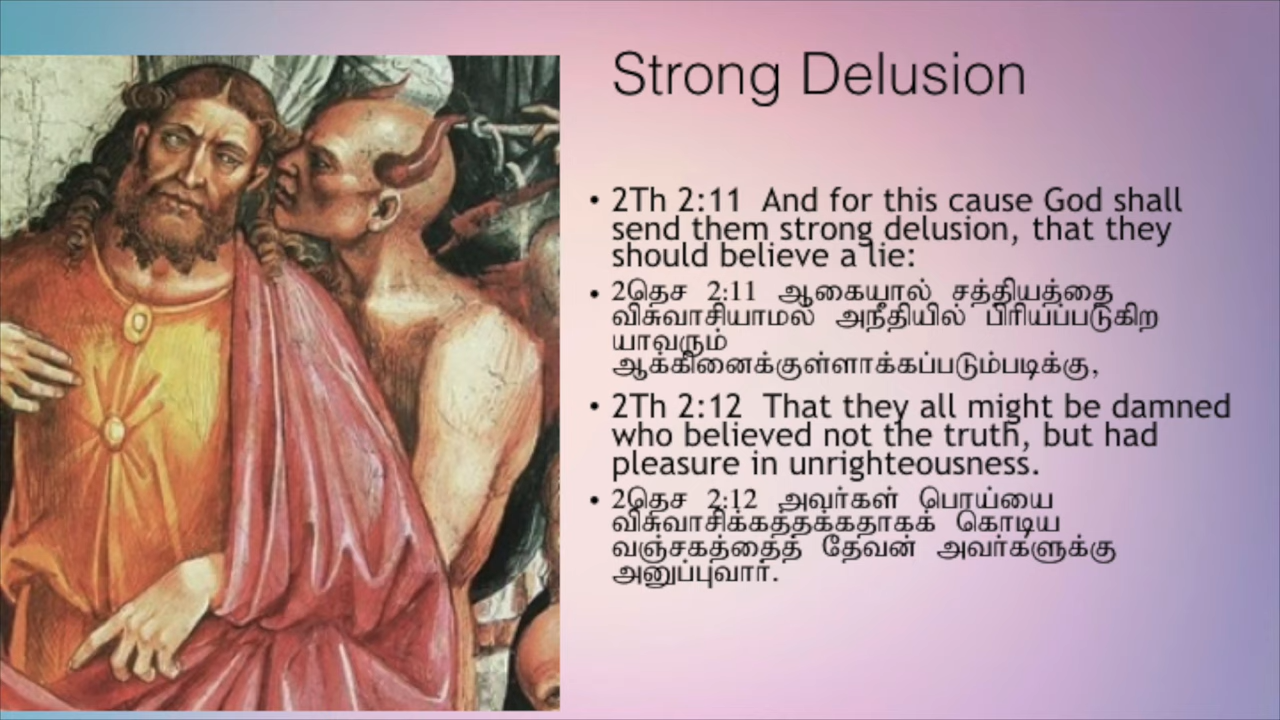 Strong Delusion
• 2Th 2:11 And for this cause God shall
send them strong delusion, that they
should believe a lie:
• 2தெச 2:11 ஆகையால் சத்தியத்தை
விசுவாசியாமல் அநீதியில் பிரியப்படுகிற
யாவரும்
ஆக்கினைக்குள்ளாக்கப்படும்படிக்கு,
• 2Th 2:12 That they all might be damned
who believed not the truth, but had
pleasure in unrighteousness.
• 2தெச 2:12 அவர்கள் பொய்யை
விசுவாசிக்கத்தக்கதாகக் கொடிய
வஞ்சகத்தைத் தேவன் அவர்களுக்கு
அனுப்புவார்.